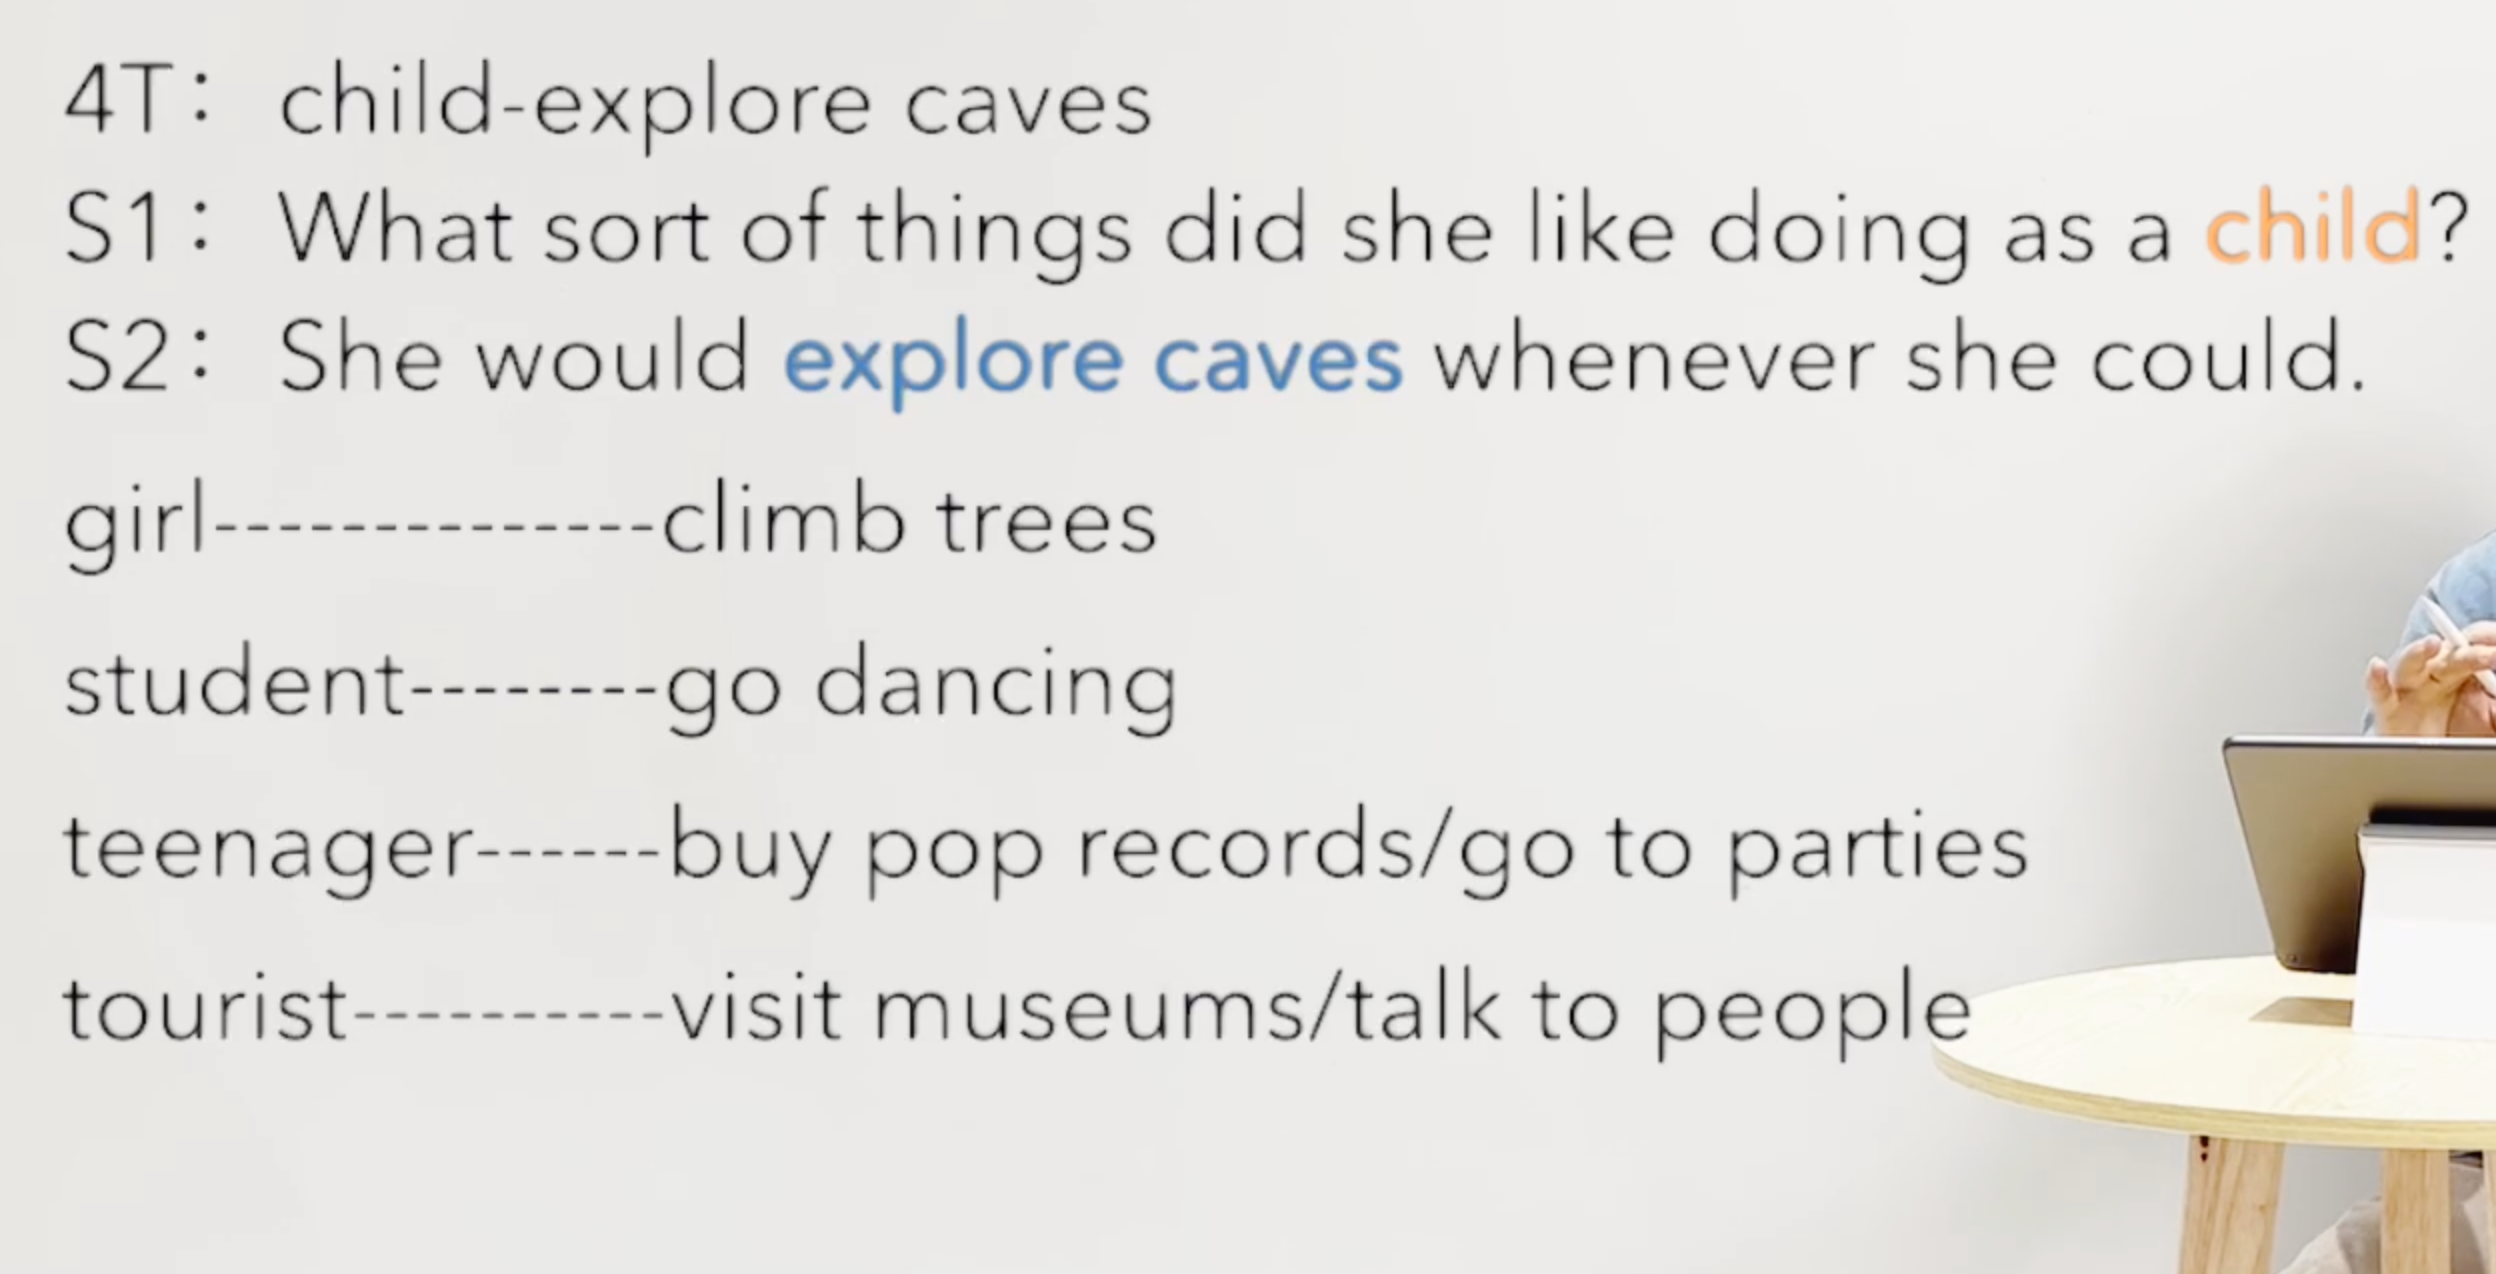 4T: child-explore caves
S1: What sort of things did she like doing as a child?
S2: She would explore caves whenever she could.
girl--------------climb trees
student--------go dancing
teenager------buy pop records/go to parties
tourist----------visit museums/talk to people